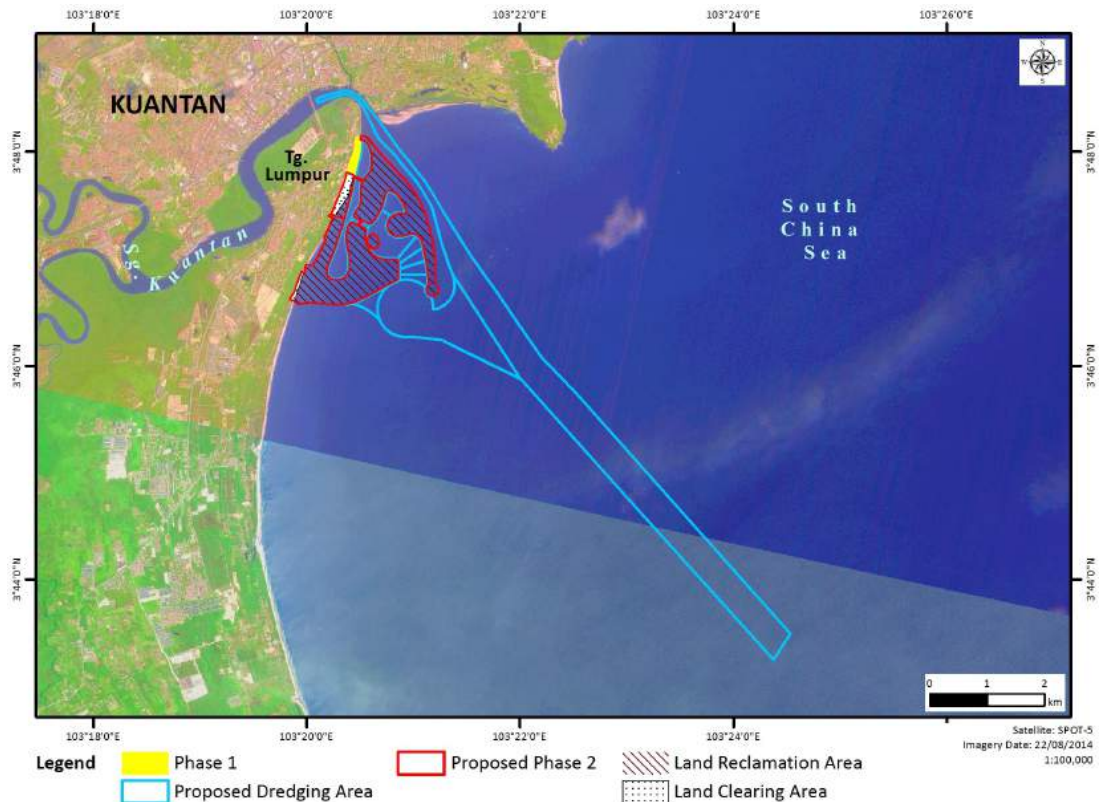 103°18'0"E 103°20'0"E 103°22'0"E 103°24'0"E 103°26'0"E
N
W E
S
KUANTAN
3°48'0"N 3°48'0"N
Tg.
Lumpur
South
China
Sea
Sg. Kuantan
3°46'0"N 3°46'0"N
3°44'0"N 3°44'0"N
0 1 2
km
103°18'0"E 103°20'0"E 103°22'0"E 103°24'0"E 103°26'0"E
Satellite: SPOT-5
Imagery Date: 22/08/2014
1:100,000
Legend Phase 1 Proposed Phase 2 Land Reclamation Area
Proposed Dredging Area Land Clearing Area